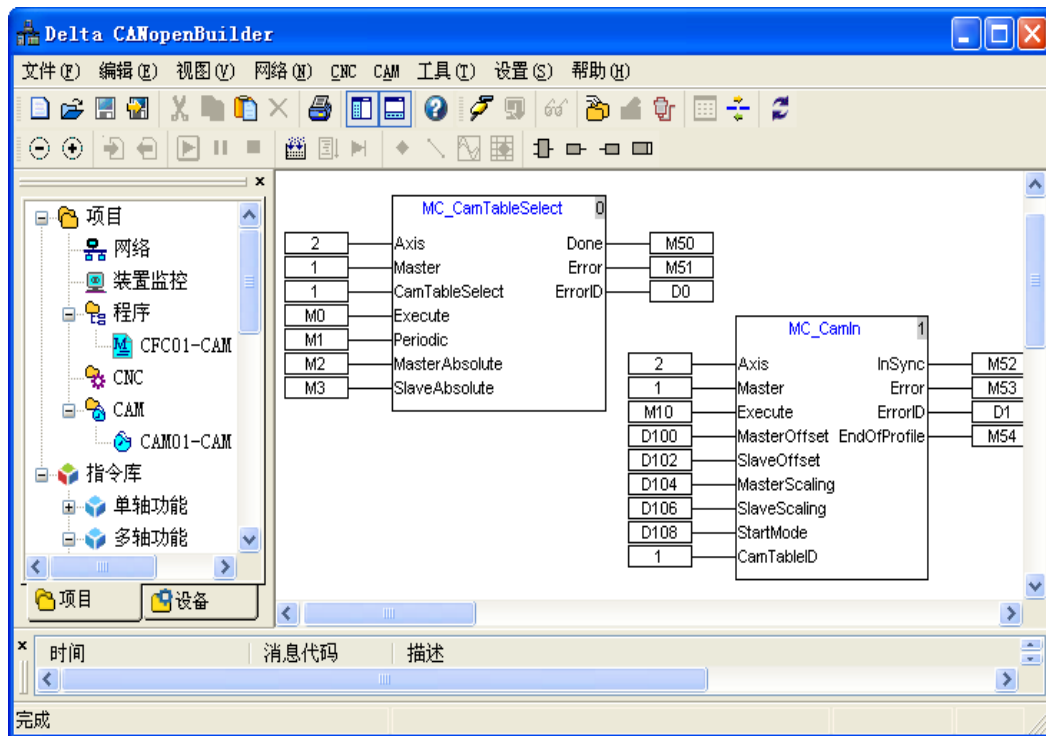 Delta CANopenBuilder
文件(F) 编辑(E) 视图(V) 网络(N) CNC CAM 工具(T) 设置(S) 帮助(H)
项目
网络
装置监控
程序
CFC01-CAM
CNC
CAM
CAM01-CAM
指令库
单轴功能
多轴功能
项目 设备
MC_CamTableSelect 0
2 Axis Done M50
1 Master Error M51
1 CamTableSelect ErrorID D0
M0 Execute
M1 Periodic
M2 MasterAbsolute
M3 SlaveAbsolute
MC_CamIn 1
2 Axis InSync M52
1 Master Error M53
M10 Execute ErrorID D1
D100 MasterOffset EndOfProfile M54
D102 SlaveOffset
D104 MasterScaling
D106 SlaveScaling
D108 StartMode
1 CamTableID
时间 消息代码 描述
完成